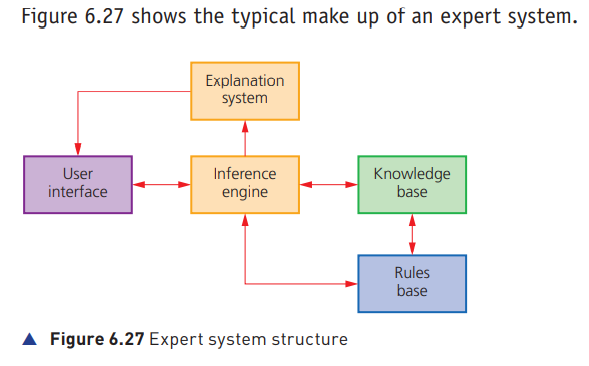 Figure 6.27 shows the typical make up of an expert system.
Explanation
system
User
interface
Inference
engine
Knowledge
base
Rules
base
▲ Figure 6.27 Expert system structure